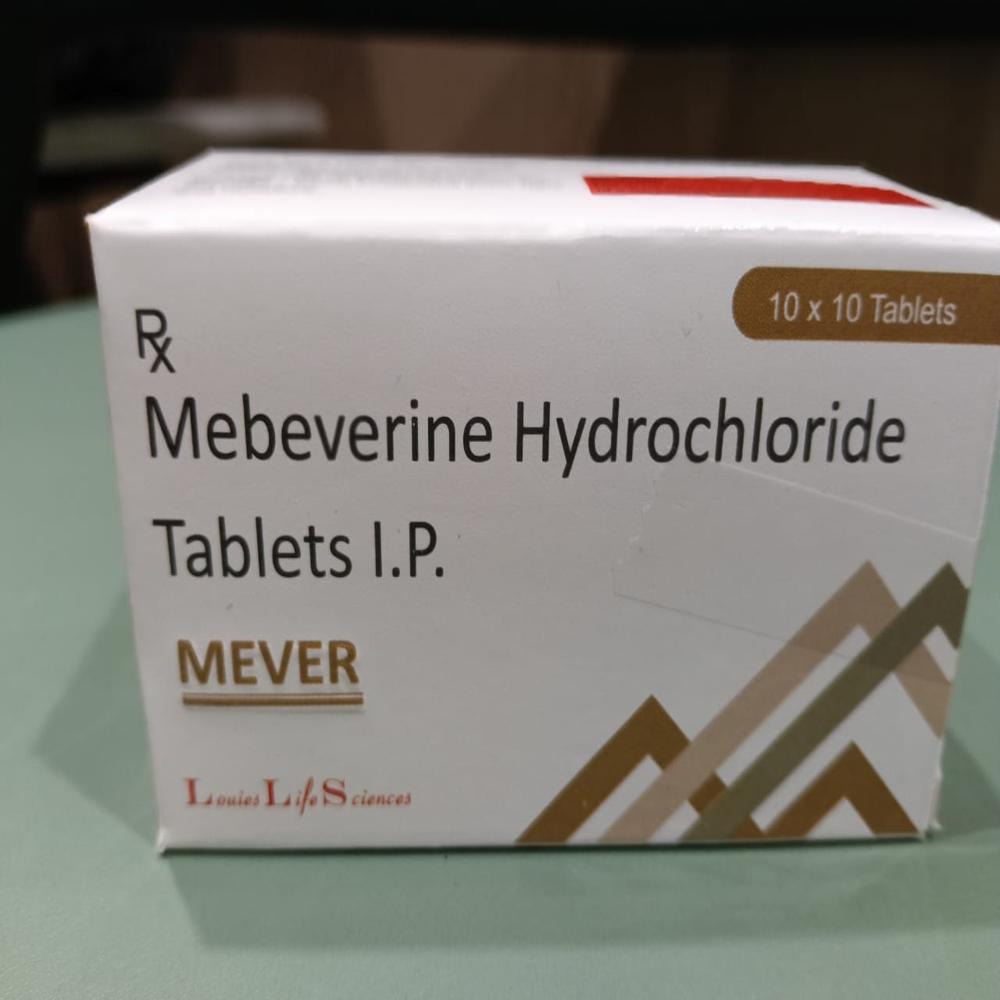 10 x 10 Tablets
Rx
Mebeverine Hydrochloride
Tablets I.P.
MEVER
Louies Life Sciences